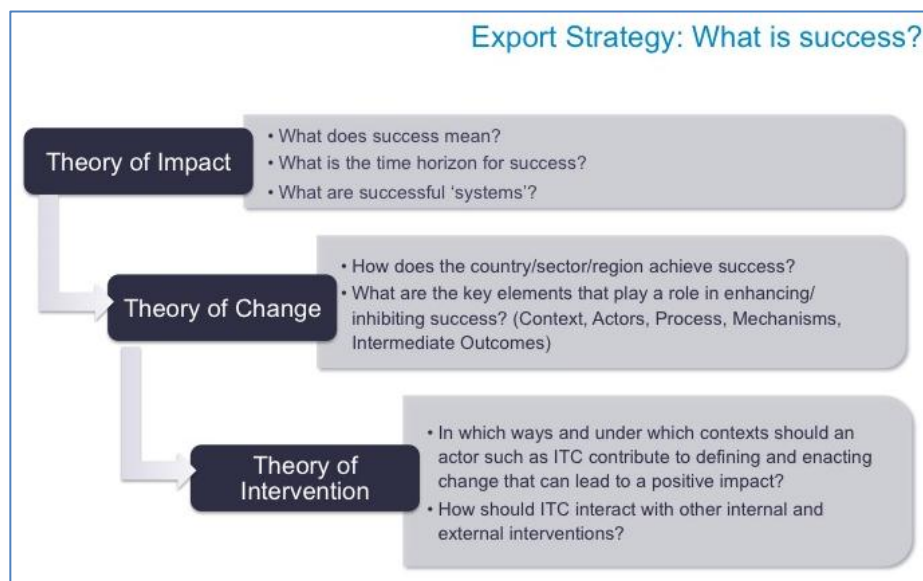 Export Strategy: What is success?
Theory of Impact
• What does success mean?
• What is the time horizon for success?
• What are successful ‘systems’?
Theory of Change
• How does the country/sector/region achieve success?
• What are the key elements that play a role in enhancing/
inhibiting success? (Context, Actors, Process, Mechanisms,
Intermediate Outcomes)
Theory of
Intervention
• In which ways and under which contexts should an
actor such as ITC contribute to defining and enacting
change that can lead to a positive impact?
• How should ITC interact with other internal and
external interventions?